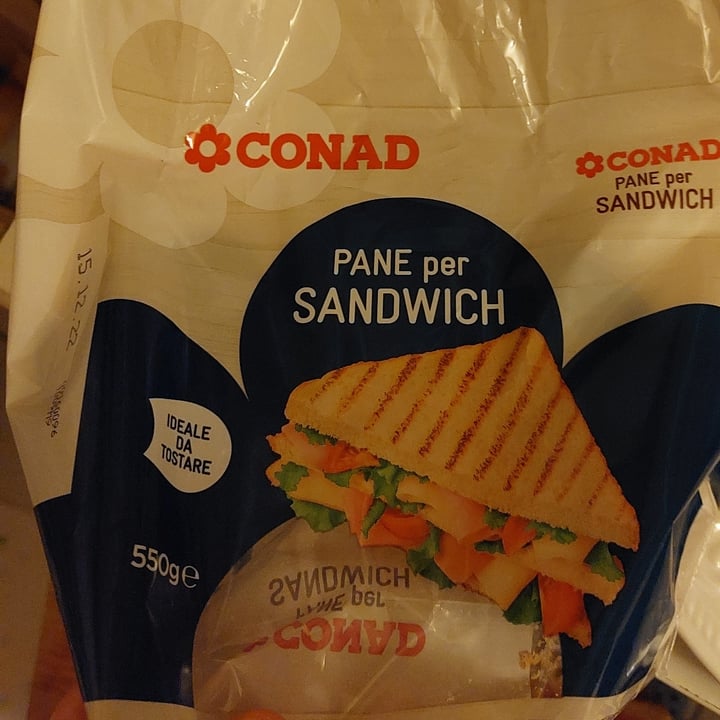 CONAD
CONAD
PANE per
SANDWICH
PANE per
SANDWICH
15.12.22
IDEALE
DA
TOSTARE
550g e
SANDWICH
PANE per
CONAD